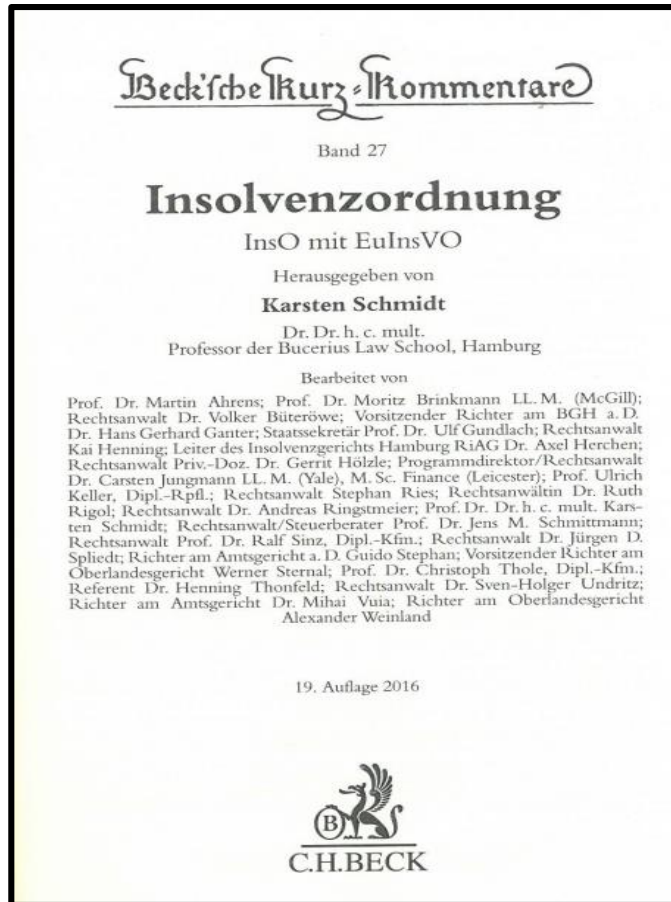 Beck'sche Kurz-Kommentare
Band 27
Insolvenzordnung
InsO mit EuInsVO
Herausgegeben von
Karsten Schmidt
Dr. Dr. h. c. mult.
Professor der Bucerius Law School, Hamburg
Bearbeitet von
Prof. Dr. Martin Ahrens; Prof. Dr. Moritz Brinkmann LL. M. (McGill);
Rechtsanwalt Dr. Volker Büteröwe; Vorsitzender Richter am BGH a. D.
Dr. Hans Gerhard Ganter; Staatssekretär Prof. Dr. Ulf Gundlach; Rechtsanwalt
Kai Henning; Leiter des Insolvenzgerichts Hamburg RiAG Dr. Axel Herchen;
Rechtsanwalt Priv.-Doz. Dr. Gerrit Hölzle; Programmdirektor/Rechtsanwalt
Dr. Carsten Jungmann LL. M. (Yale), M. Sc. Finance (Leicester); Prof. Ulrich
Keller, Dipl.-Rpfl.; Rechtsanwalt Stephan Ries; Rechtsanwältin Dr. Ruth
Rigol; Rechtsanwalt Dr. Andreas Ringstmeier; Prof. Dr. Dr. h. c. mult. Kars-
ten Schmidt; Rechtsanwalt/Steuerberater Prof. Dr. Jens M. Schmittmann;
Rechtsanwalt Prof. Dr. Ralf Sinz, Dipl.-Kfm.; Rechtsanwalt Dr. Jürgen D.
Spliedt; Richter am Amtsgericht a. D. Guido Stephan; Vorsitzender Richter am
Oberlandesgericht Werner Sternal; Prof. Dr. Christoph Thole, Dipl.-Kfm.;
Referent Dr. Henning Thonfeld; Rechtsanwalt Dr. Sven-Holger Undritz;
Richter am Amtsgericht Dr. Mihai Vuia; Richter am Oberlandesgericht
Alexander Weinland
19. Auflage 2016
B
C.H.BECK